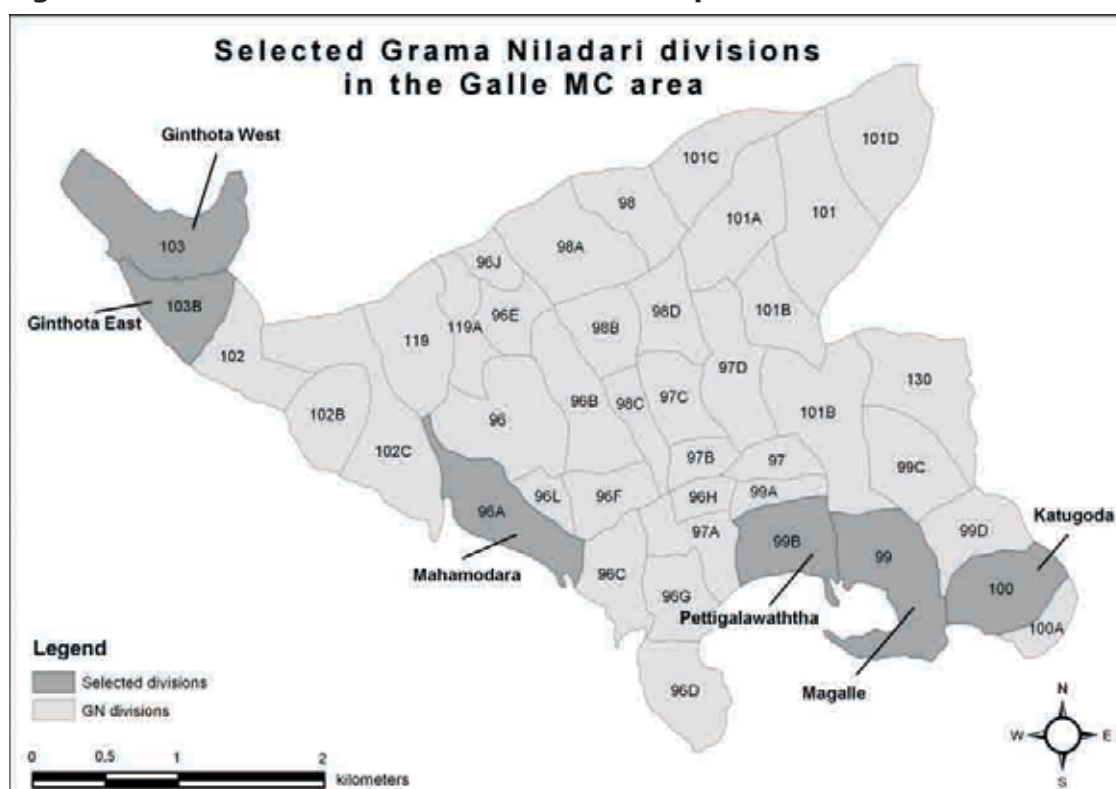 Selected Grama Niladari divisions
in the Galle MC area
Ginthota West
101D
101C
98
101A
101
103
98A
96J
103B
Ginthota East
96E
98D
101B
119
119A
98B
102
97D
130
96B
98C
97C
102B
96
101B
102C
97B
97
99C
96L
96F
96H
99A
96A
Katugoda
97A
99D
99B
99
Mahamodara
96C
100
96G
Pettigalawaththa
100A
Legend
Selected divisions
GN divisions
96D
Magalle
N
W
E
S
0 0.5 1 2
kilometers